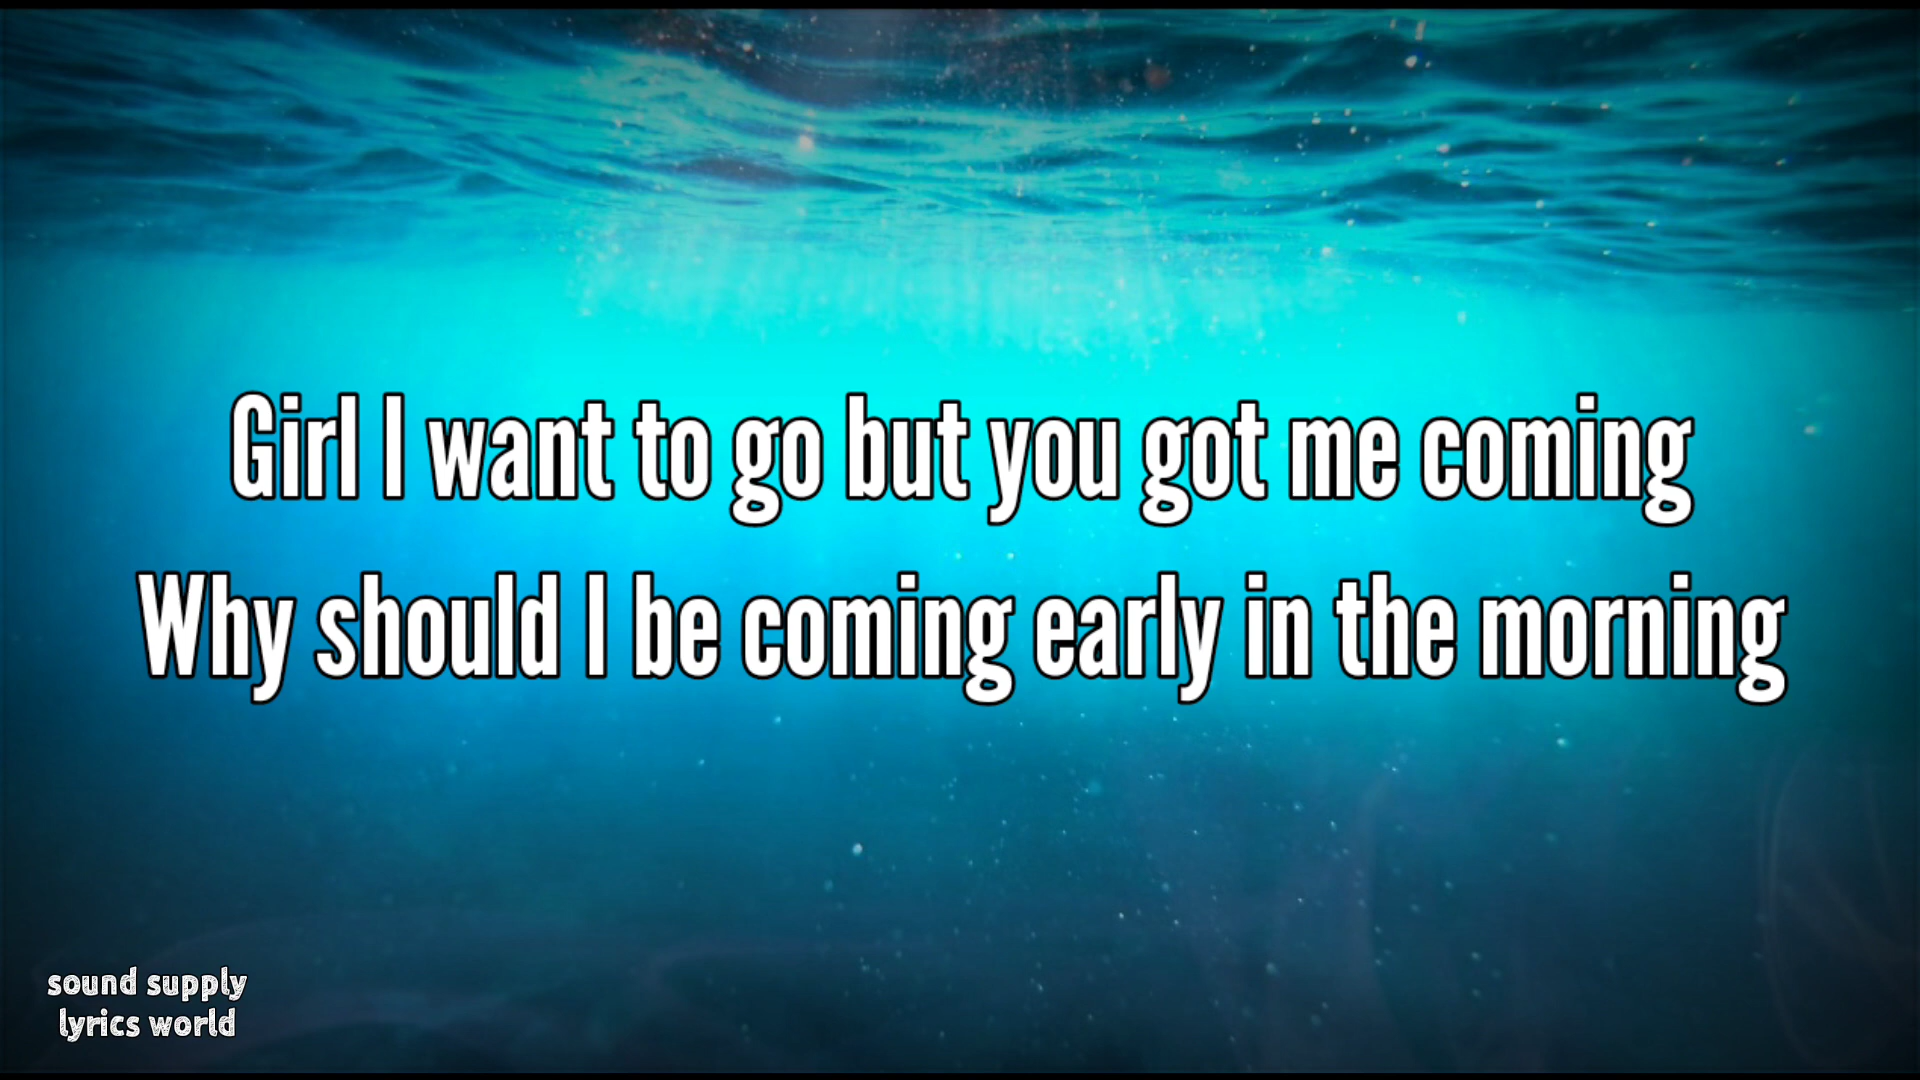 Girl I want to go but you got me coming
Why should I be coming early in the morning
sound supply
lyrics world